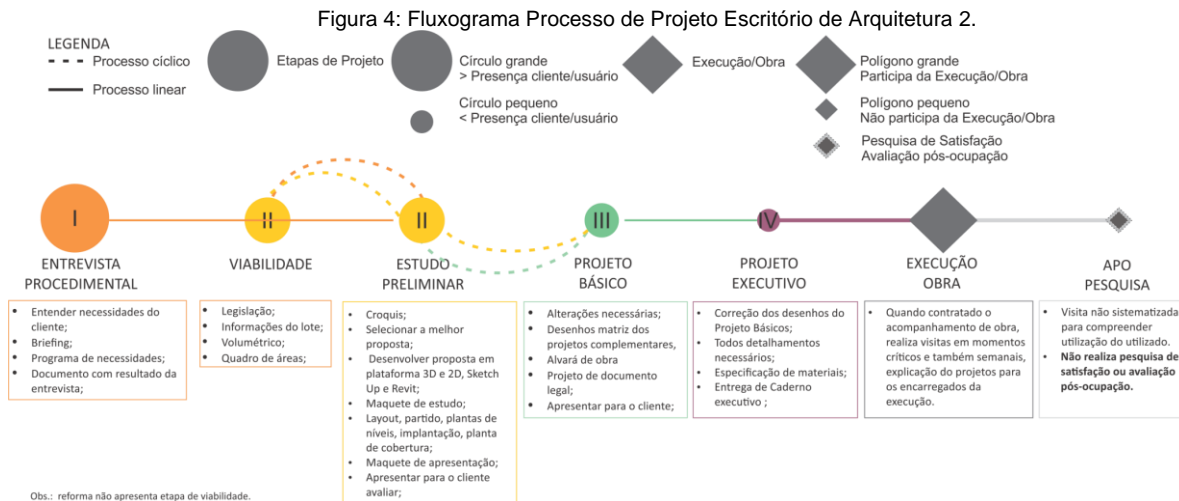 Figura 4: Fluxograma Processo de Projeto Escritório de Arquitetura 2.
LEGENDA
Processo cíclico
Processo linear
Etapas de Projeto
Círculo grande
> Presença cliente/usuário
Círculo pequeno
< Presença cliente/usuário
Execução/Obra
Polígono grande
Participa da Execução/Obra
Polígono pequeno
Não participa da Execução/Obra
Pesquisa de Satisfação
Avaliação pós-ocupação
I
II
II
III
IV
ENTREVISTA
PROCEDIMENTAL
VIABILIDADE
ESTUDO
PRELIMINAR
PROJETO
BÁSICO
PROJETO
EXECUTIVO
EXECUÇÃO
OBRA
APO
PESQUISA
• Entender necessidades do
cliente;
• Briefing;
• Programa de necessidades;
• Documento com resultado da
entrevista;
• Legislação;
• Informações do lote;
• Volumétrico;
• Quadro de áreas;
• Croquis;
• Selecionar a melhor
proposta;
• Desenvolver proposta em
plataforma 3D e 2D, Sketch
Up e Revit;
• Maquete de estudo;
• Layout, partido, plantas de
níveis, implantação, planta
de cobertura;
• Maquete de apresentação;
• Apresentar para o cliente
avaliar;
• Alterações necessárias;
• Desenhos matriz dos
projetos complementares,
• Alvará de obra
• Projeto de documento
legal;
• Apresentar para o cliente;
• Correção dos desenhos do
Projeto Básicos;
• Todos detalhamentos
necessários;
• Especificação de materiais;
• Entrega de Caderno
executivo ;
• Quando contratado o
acompanhamento de obra,
realiza visitas em momentos
críticos e também semanais,
explicação do projetos para
os encarregados da
execução.
• Visita não sistematizada
para compreender
utilização do utilizado.
• Não realiza pesquisa de
satisfação ou avaliação
pós-ocupação.
Obs.: reforma não apresenta etapa de viabilidade.